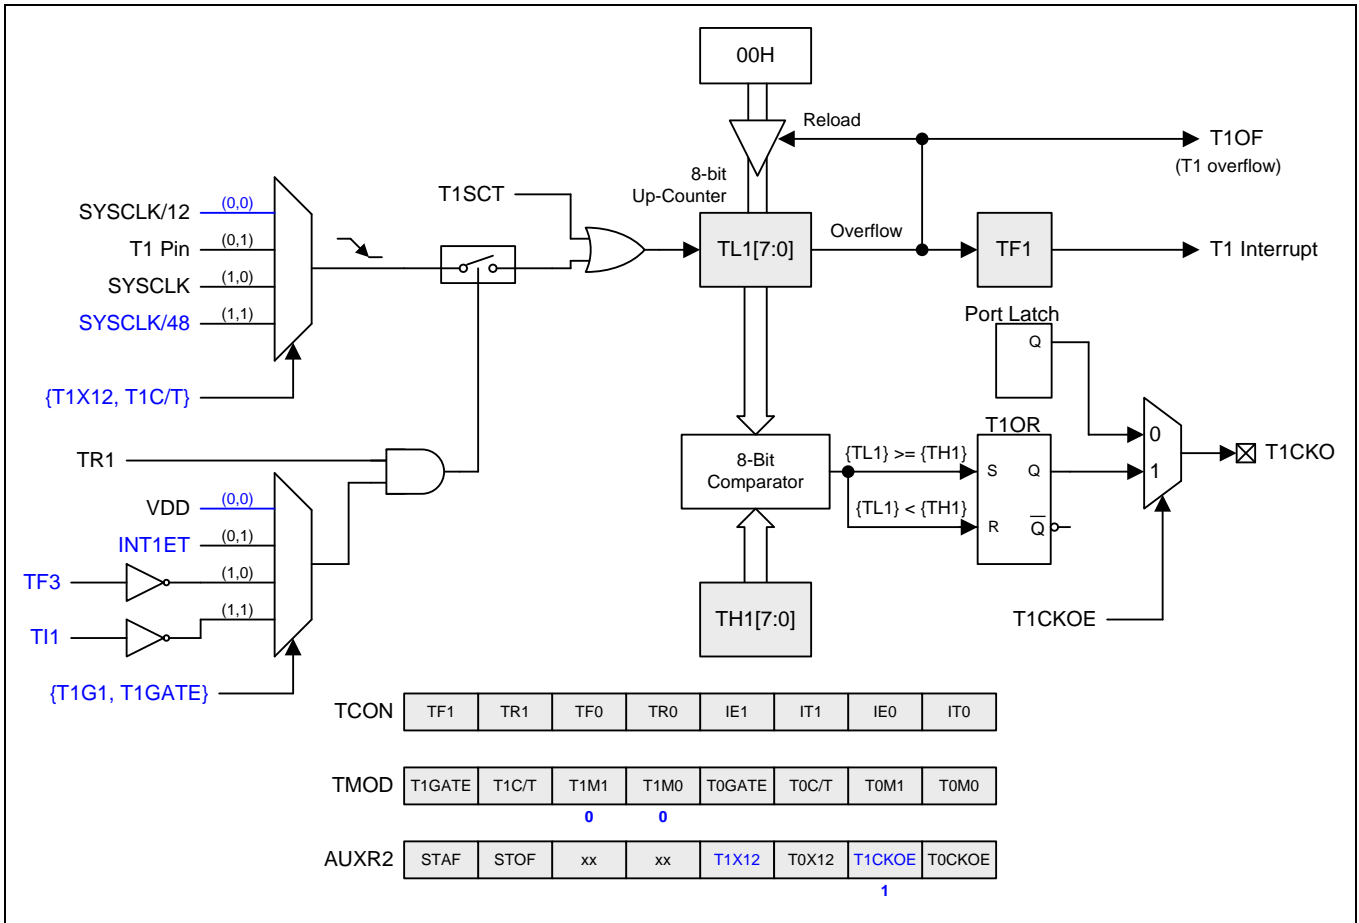 00H
Reload
T1OF
(T1 overflow)
8-bit
Up-Counter
T1SCT
SYSCLK/12
(0,0)
T1 Pin
(0,1)
SYSCLK
(1,0)
SYSCLK/48
(1,1)
{T1X12, T1C/T}
TL1[7:0]
Overflow
TF1
T1 Interrupt
Port Latch
Q
TR1
VDD
(0,0)
INT1ET
(0,1)
TF3
(1,0)
TI1
(1,1)
{T1G1, T1GATE}
8-Bit
Comparator
{TL1} >= {TH1}
{TL1} < {TH1}
T1OR
S
Q
R
Q
0
1
T1CKO
TH1[7:0]
T1CKOE
TCON TF1 TR1 TF0 TR0 IE1 IT1 IE0 IT0
TMOD T1GATE T1C/T T1M1 T1M0 T0GATE T0C/T T0M1 T0M0
0 0
AUXR2 STAF STOF xx xx T1X12 T0X12 T1CKOE T0CKOE
1